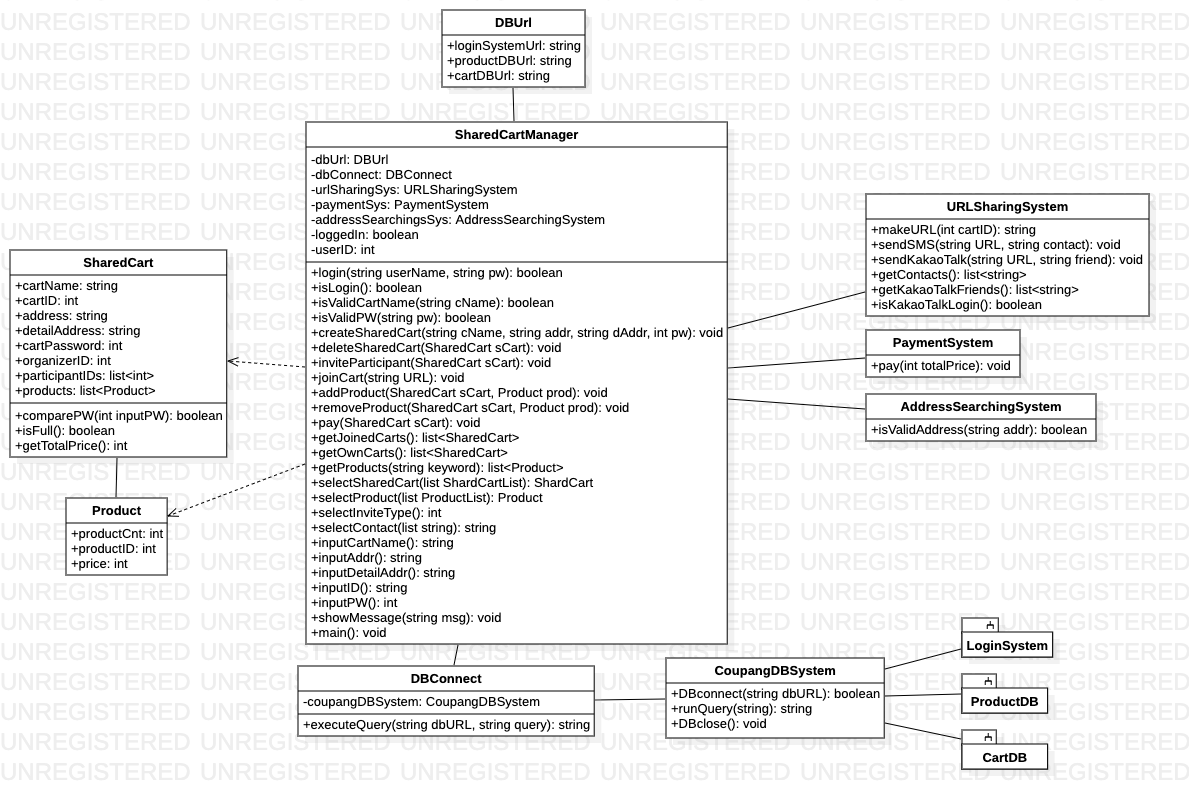 DBUrl
+loginSystemUrl: string
+productDBUrl: string
+cartDBUrl: string
SharedCartManager
-dbUrl: DBUrl
-dbConnect: DBConnect
-urlSharingSys: URLSharingSystem
-paymentSys: PaymentSystem
-addressSearchingsSys: AddressSearchingSystem
-loggedIn: boolean
-userID: int
+login(string userName, string pw): boolean
+isLogin(): boolean
+isValidCartName(string cName): boolean
+isValidPW(string pw): boolean
+createSharedCart(string cName, string addr, string dAddr, int pw): void
+deleteSharedCart(SharedCart sCart): void
+inviteParticipant(SharedCart sCart): void
+joinCart(string URL): void
+addProduct(SharedCart sCart, Product prod): void
+removeProduct(SharedCart sCart, Product prod): void
+pay(SharedCart sCart): void
+getJoinedCarts(): list<SharedCart>
+getOwnCarts(): list<SharedCart>
+getProducts(string keyword): list<Product>
+selectSharedCart(list ShardCartList): ShardCart
+selectProduct(list ProductList): Product
+selectInviteType(): int
+selectContact(list string): string
+inputCartName(): string
+inputAddr(): string
+inputDetailAddr(): string
+inputID(): string
+inputPW(): int
+showMessage(string msg): void
+main(): void
SharedCart
+cartName: string
+cartID: int
+address: string
+detailAddress: string
+cartPassword: int
+organizerID: int
+participantIDs: list<int>
+products: list<Product>
+comparePW(int inputPW): boolean
+isFull(): boolean
+getTotalPrice(): int
Product
+productCnt: int
+productID: int
+price: int
URLSharingSystem
+makeURL(int cartID): string
+sendSMS(string URL, string contact): void
+sendKakaoTalk(string URL, string friend): void
+getContacts(): list<string>
+getKakaoTalkFriends(): list<string>
+isKakaoTalkLogin(): boolean
PaymentSystem
+pay(int totalPrice): void
AddressSearchingSystem
+isValidAddress(string addr): boolean
DBConnect
-coupangDBSystem: CoupangDBSystem
+executeQuery(string dbURL, string query): string
CoupangDBSystem
+DBconnect(string dbURL): boolean
+runQuery(string): string
+DBclose(): void
LoginSystem
ProductDB
CartDB
UNREGISTERED